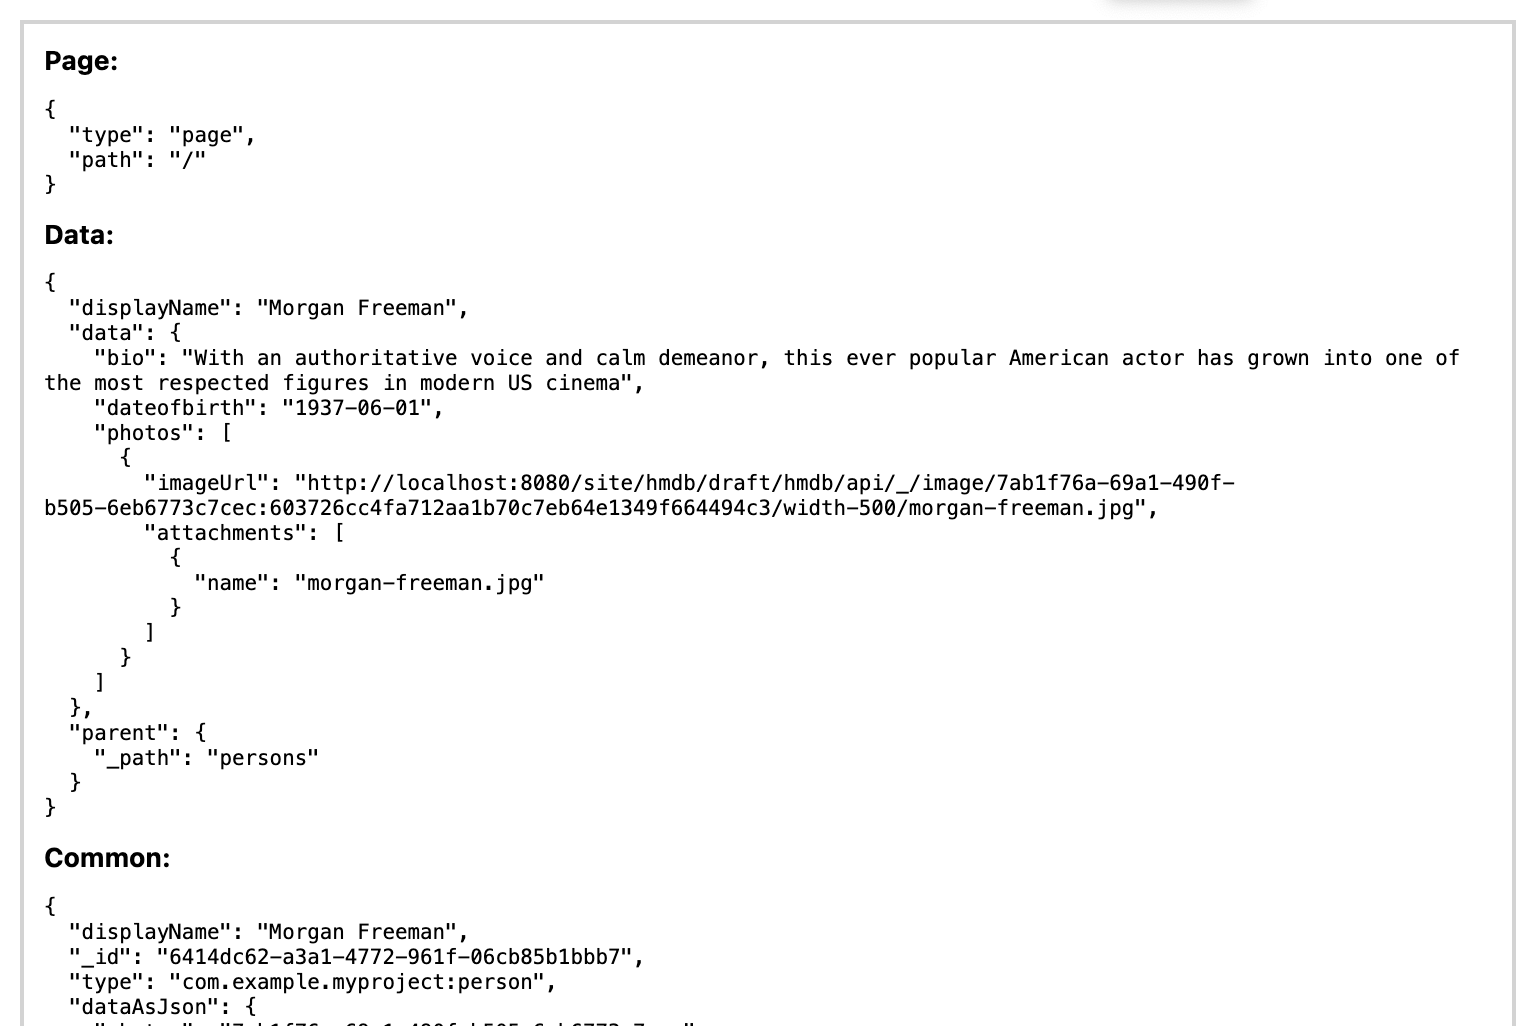 Page:
{
  "type": "page",
  "path": "/"
}
Data:
{
  "displayName": "Morgan Freeman",
  "data": {
    "bio": "With an authoritative voice and calm demeanor, this ever popular American actor has grown into one of
the most respected figures in modern US cinema",
    "dateofbirth": "1937-06-01",
    "photos": [
      {
        "imageUrl": "http://localhost:8080/site/hmdb/draft/hmdb/api/_/image/7ab1f76a-69a1-490f-
b505-6eb6773c7cec:603726cc4fa712aa1b70c7eb64e1349f664494c3/width-500/morgan-freeman.jpg",
        "attachments": [
          {
            "name": "morgan-freeman.jpg"
          }
        ]
      }
    ]
  },
  "parent": {
    "_path": "persons"
  }
}
Common:
{
  "displayName": "Morgan Freeman",
  "_id": "6414dc62-a3a1-4772-961f-06cb85b1bbb7",
  "type": "com.example.myproject:person",
  "dataAsJson": {